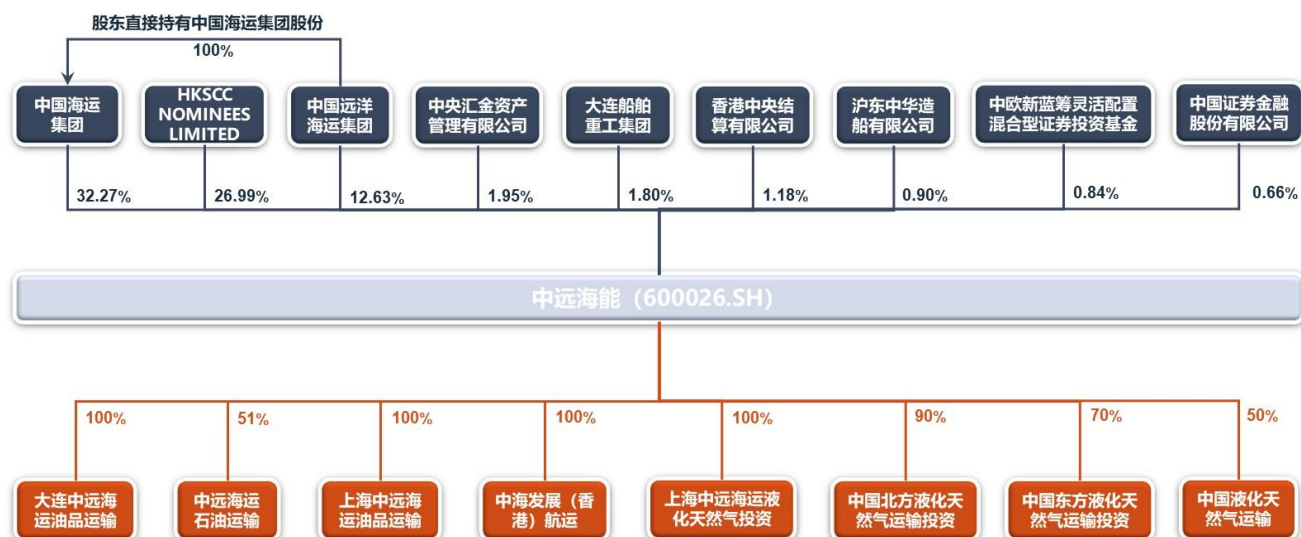 股东直接持有中国海运集团股份
100%
中国海运
集团
HKSCC
NOMINEES
LIMITED
中国远洋
海运集团
中央汇金资产
管理有限公司
大连船舶
重工集团
香港中央结
算有限公司
沪东中华造
船有限公司
中欧新蓝筹灵活配置
混合型证券投资基金
中国证券金融
股份有限公司
32.27%
26.99%
12.63%
1.95%
1.80%
1.18%
0.90%
0.84%
0.66%
中远海能（600026.SH）
100%
51%
100%
100%
100%
90%
70%
50%
大连中远海
运油品运输
中远海运
石油运输
上海中远海
运油品运输
中海发展（香
港）航运
上海中远海运液
化天然气投资
中国北方液化天
然气运输投资
中国东方液化天
然气运输投资
中国液化天
然气运输